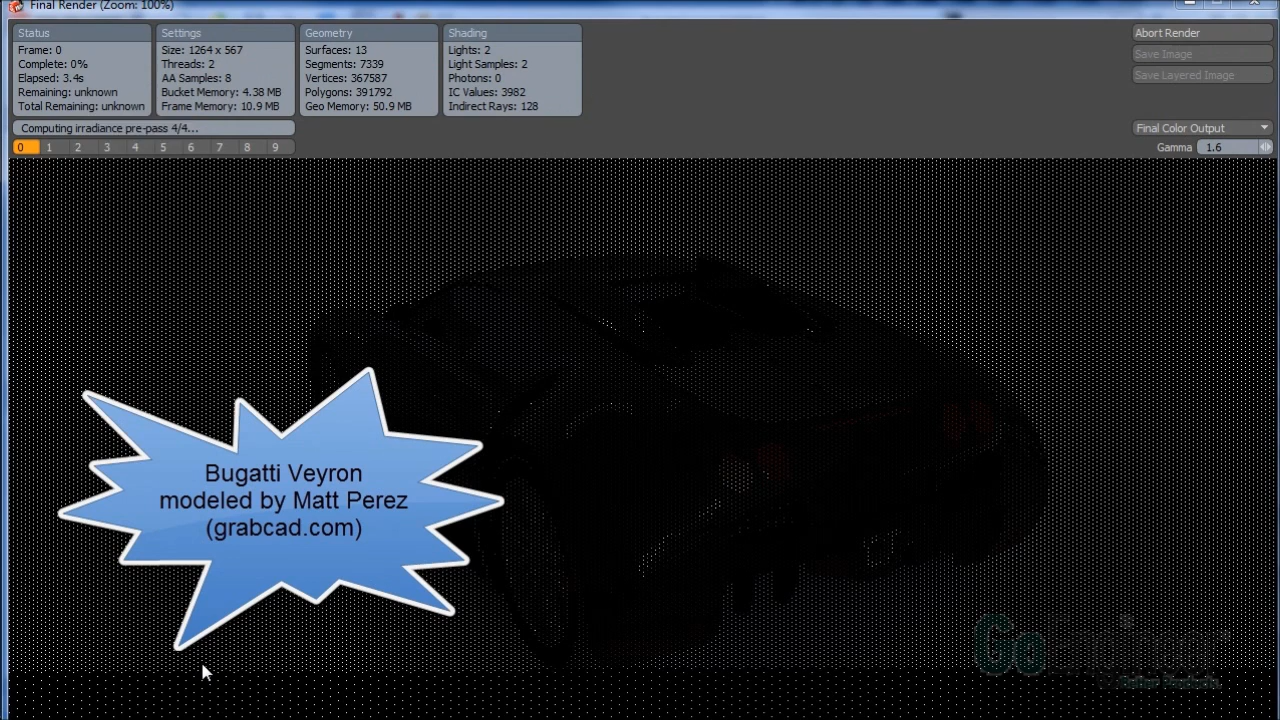 Final Render (Zoom: 100%)
Status
Frame: 0
Complete: 0%
Elapsed: 3.4s
Remaining: unknown
Total Remaining: unknown
Settings
Size: 1264 x 567
Threads: 2
AA Samples: 8
Bucket Memory: 4.38 MB
Frame Memory: 10.9 MB
Geometry
Surfaces: 13
Segments: 7339
Vertices: 367587
Polygons: 391792
Geo Memory: 50.9 MB
Shading
Lights: 2
Light Samples: 2
Photons: 0
IC Values: 3982
Indirect Rays: 128
Abort Render
Save Image
Save Layered Image
Computing irradiance pre-pass 4/4...
Final Color Output
0 1 2 3 4 5 6 7 8 9
Gamma 1.6
Bugatti Veyron
modeled by Matt Perez
(grabcad.com)